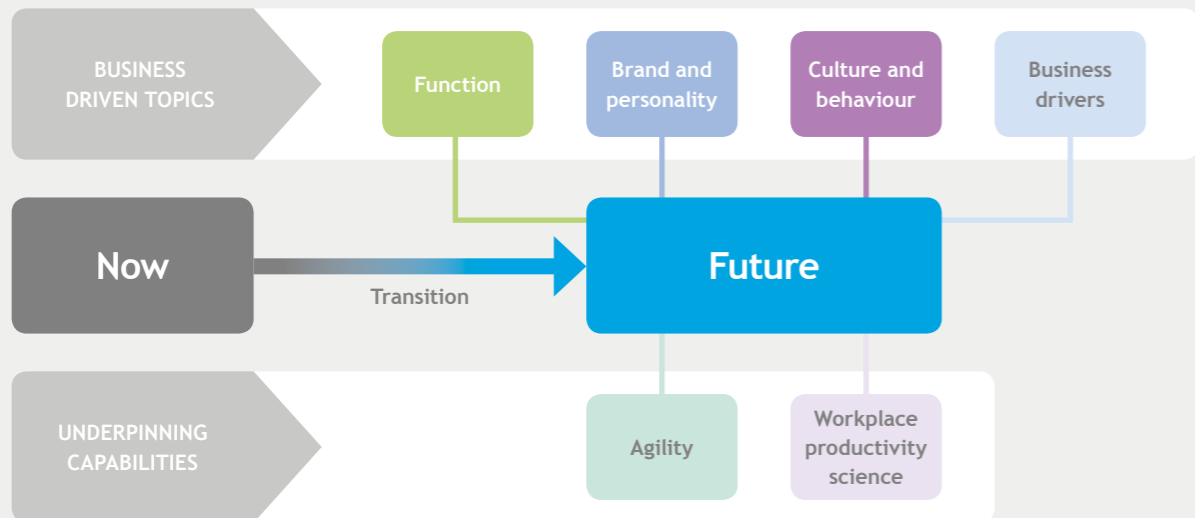 BUSINESS
DRIVEN TOPICS
Function
Brand and
personality
Culture and
behaviour
Business
drivers
Now
Transition
Future
UNDERPINNING
CAPABILITIES
Agility
Workplace
productivity
science